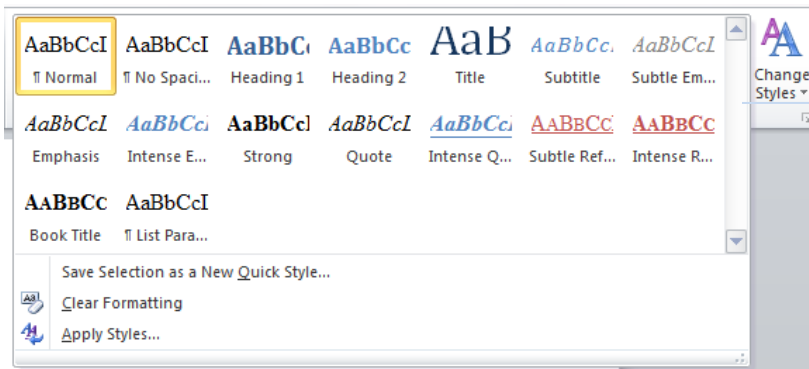 AaBbCcI AaBbCcI AaBbC AaBbCc AaB AaBbCc. AaBbCcI
¶ Normal ¶ No Spaci... Heading 1 Heading 2 Title Subtitle Subtle Em...
Change
Styles
AaBbCcI AaBbCcI AaBbCcI AaBbCcI AaBbCcI AABBCC AABBCC
Emphasis Intense E... Strong Quote Intense Q... Subtle Ref... Intense R...
AABBCC AaBbCcI
Book Title ¶ List Para...
Save Selection as a New Quick Style...
Clear Formatting
Apply Styles...